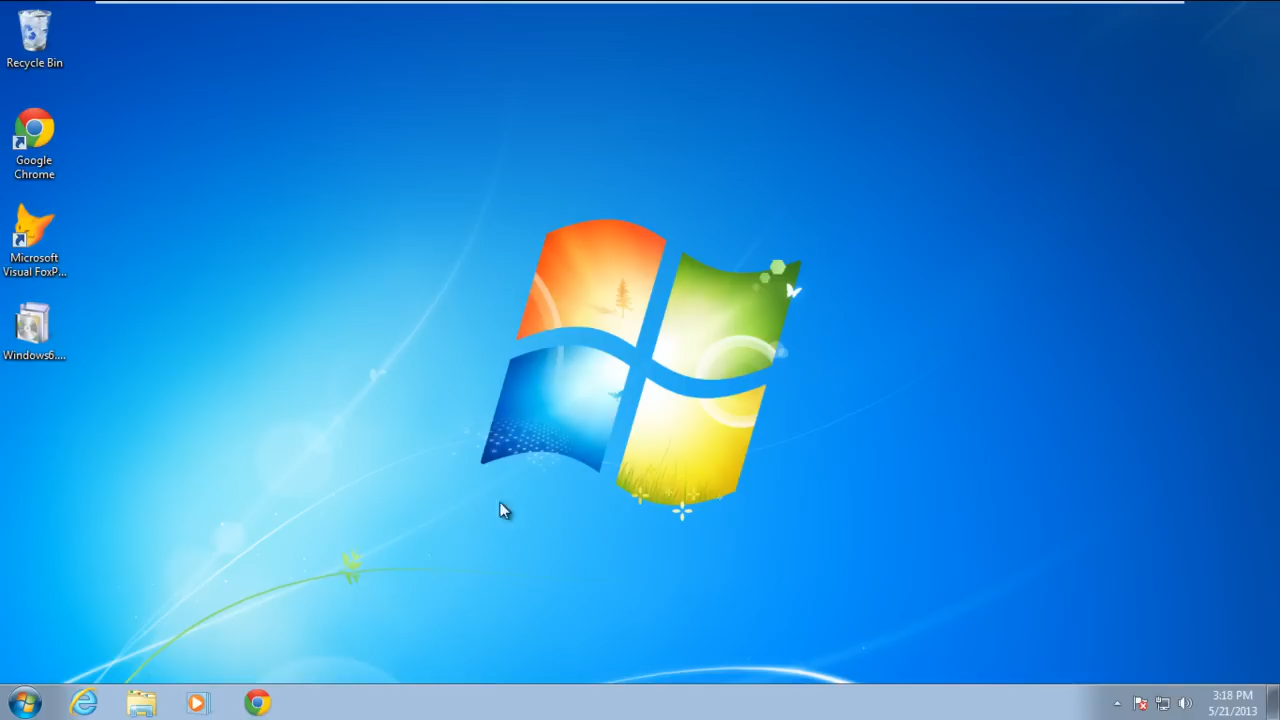 Recycle Bin
Google
Chrome
Microsoft
Visual FoxP...
Windows6....
3:18 PM
5/21/2013